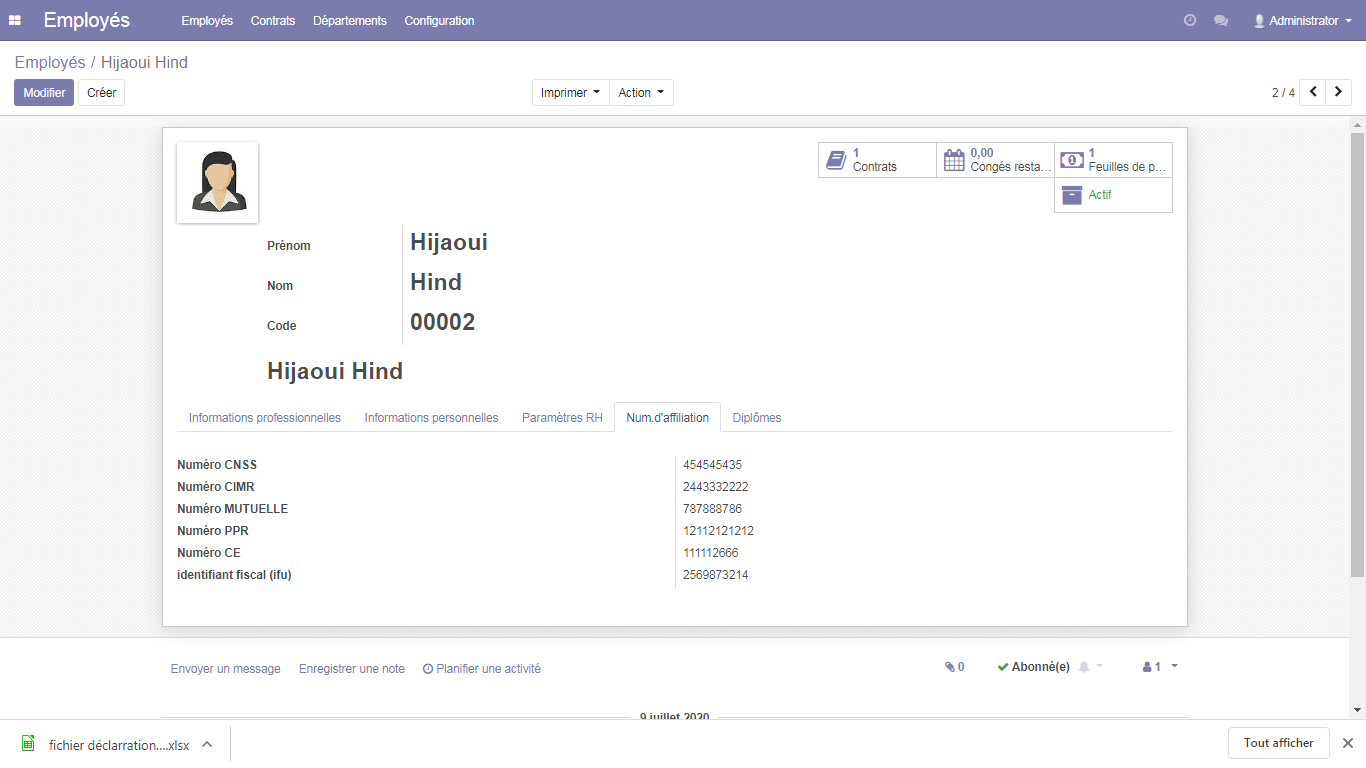 Employés Employés Contrats Départements Configuration Administrator
Employés / Hijaoui Hind
Modifier Créer Imprimer Action 2 / 4
1
Contrats
0,00
Congés resta...
1
Feuilles de p...
Actif
Prénom Hijaoui
Nom Hind
Code 00002
Hijaoui Hind
Informations professionnelles Informations personnelles Paramètres RH Num.d'affiliation Diplômes
Numéro CNSS 454545435
Numéro CIMR 2443332222
Numéro MUTUELLE 787888786
Numéro PPR 12112121212
Numéro CE 111112666
identifiant fiscal (ifu) 2569873214
Envoyer un message Enregistrer une note Planifier une activité 0 Abonné(e) 1
9 juillet 2020
fichier déclarration....xlsx Tout afficher